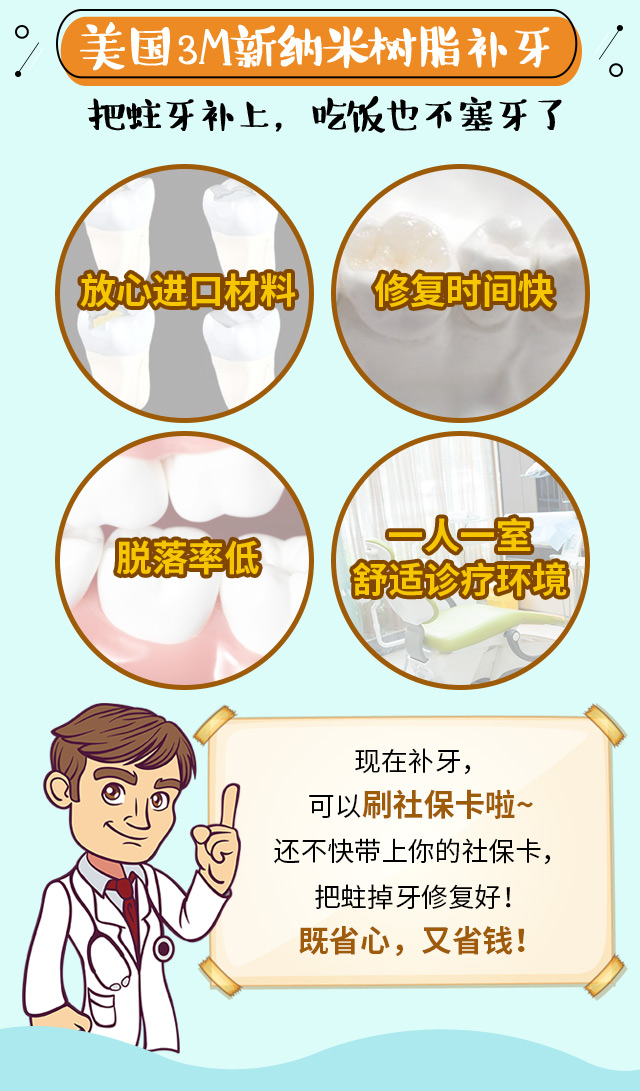 美国3M新纳米树脂补牙
把蛀牙补上，吃饭也不塞牙了
放心进口材料
修复时间快
脱落率低
一人一室
舒适诊疗环境
现在补牙，
可以刷社保卡啦~
还不快带上你的社保卡，
把蛀掉牙修复好！
既省心，又省钱！